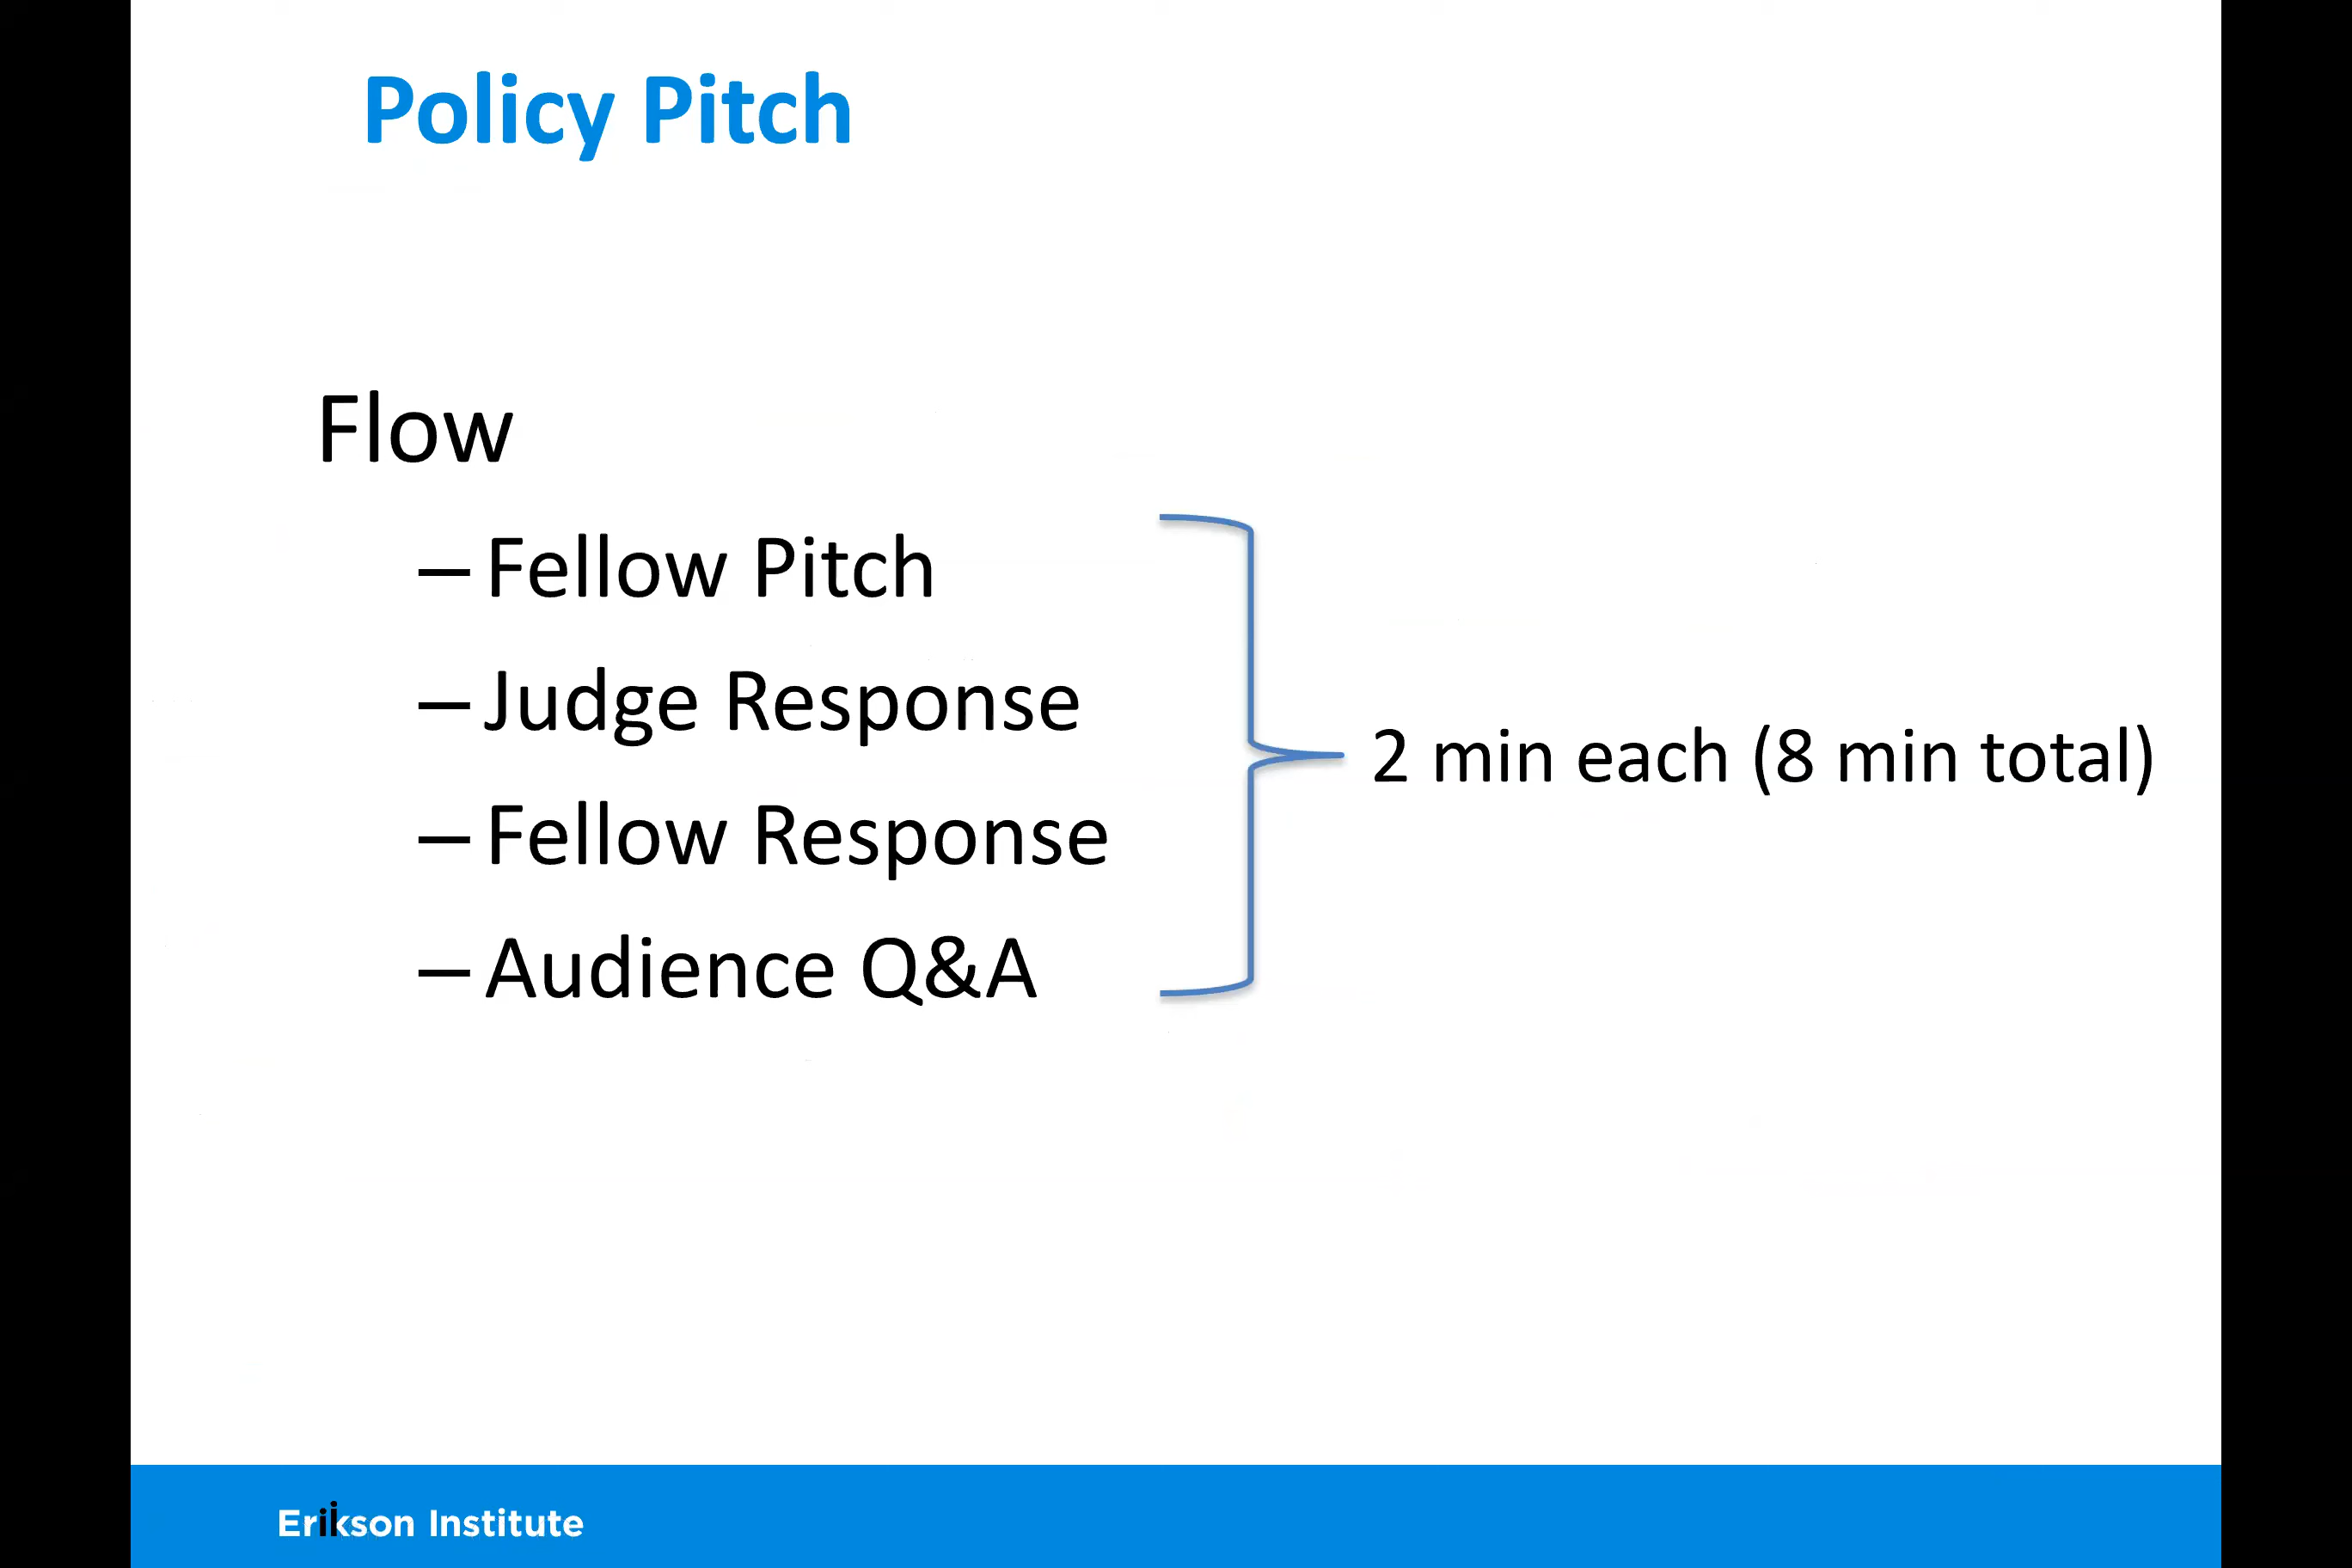 Policy Pitch
Flow
– Fellow Pitch
– Judge Response
– Fellow Response
– Audience Q&A
2 min each (8 min total)
Erikson Institute